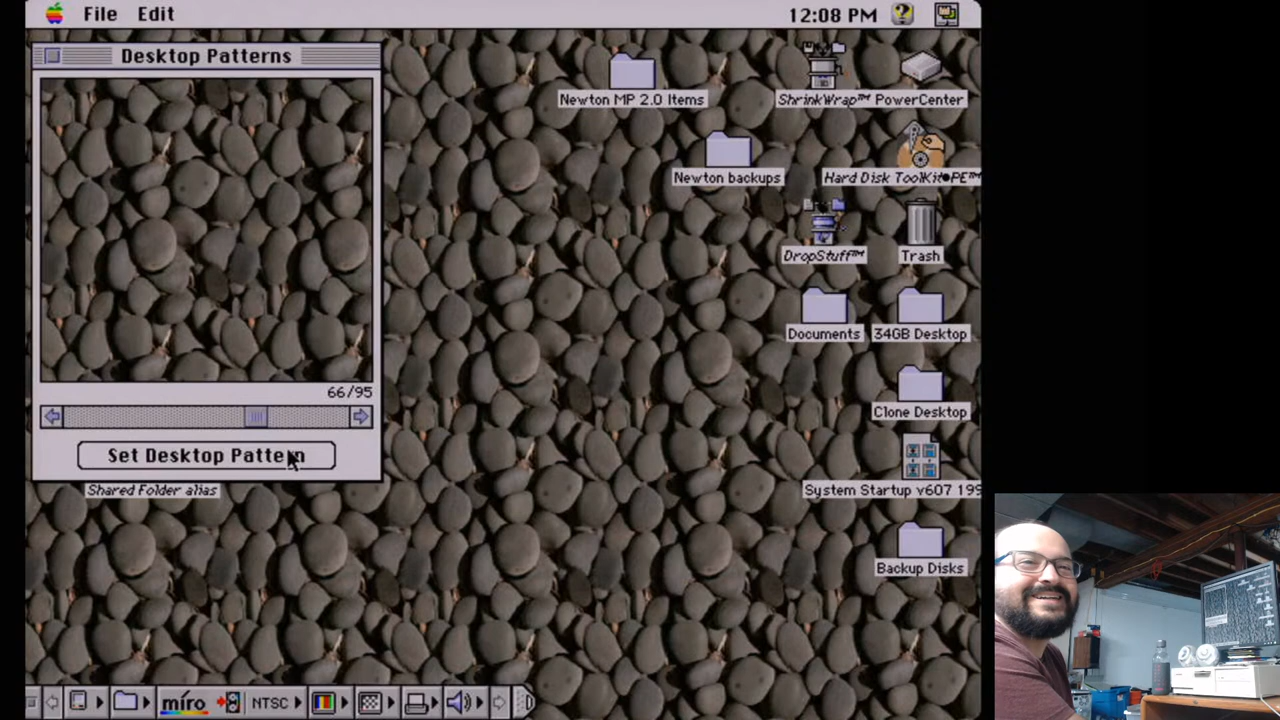 File Edit 12:08 PM
Desktop Patterns
66/95
Set Desktop Pattern
Shared Folder alias
Newton MP 2.0 Items
ShrinkWrap™ PowerCenter
Newton backups
Hard Disk ToolKit•PE™
DropStuff™
Trash
Documents
34GB Desktop
Clone Desktop
System Startup v607 199
Backup Disks
miro
NTSC